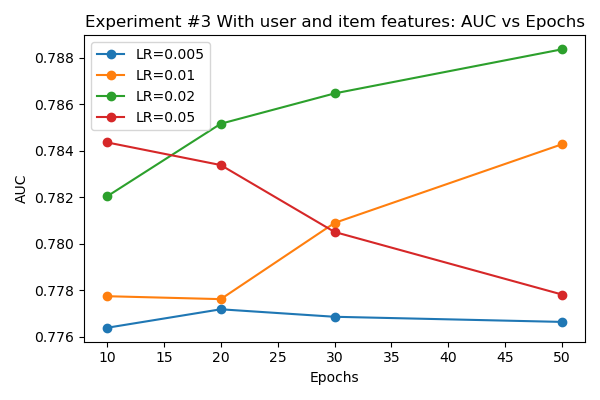 Experiment #3 With user and item features: AUC vs Epochs
LR=0.005
LR=0.01
LR=0.02
LR=0.05
AUC
0.788
0.786
0.784
0.782
0.780
0.778
0.776
10 15 20 25 30 35 40 45 50
Epochs